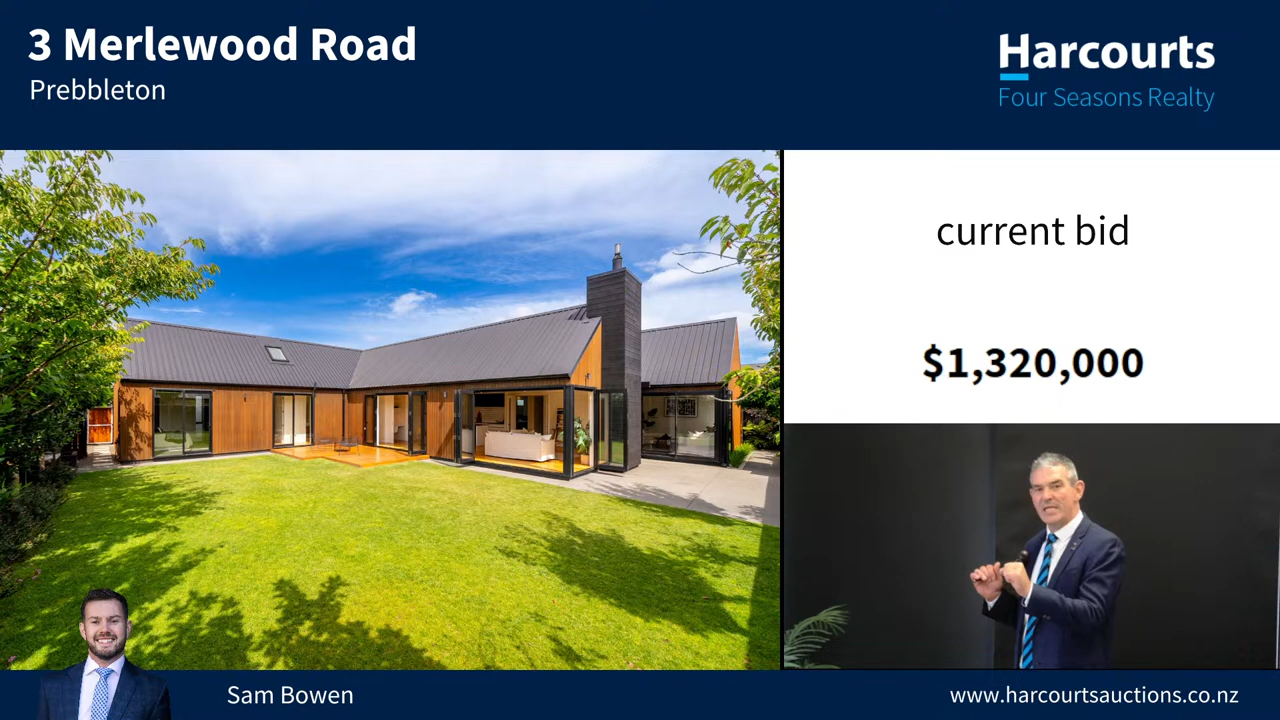 3 Merlewood Road
Prebbleton
Harcourts
Four Seasons Realty
current bid
$1,320,000
Sam Bowen
www.harcourtsauctions.co.nz